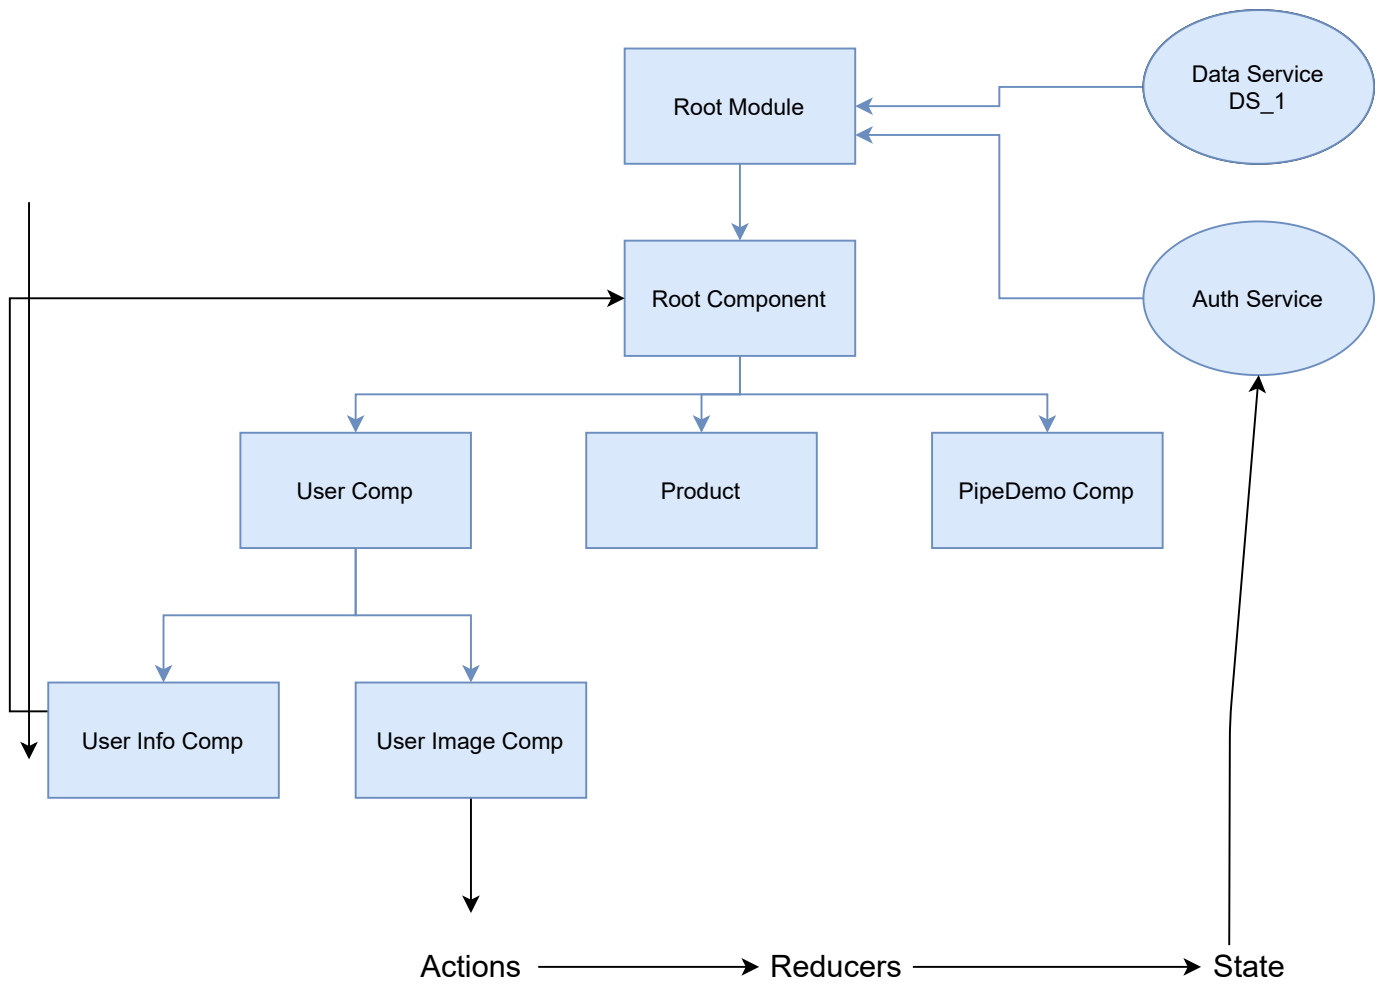 Data Service
DS_1
Root Module
Root Component
Auth Service
User Comp
Product
PipeDemo Comp
User Info Comp
User Image Comp
Actions
Reducers
State